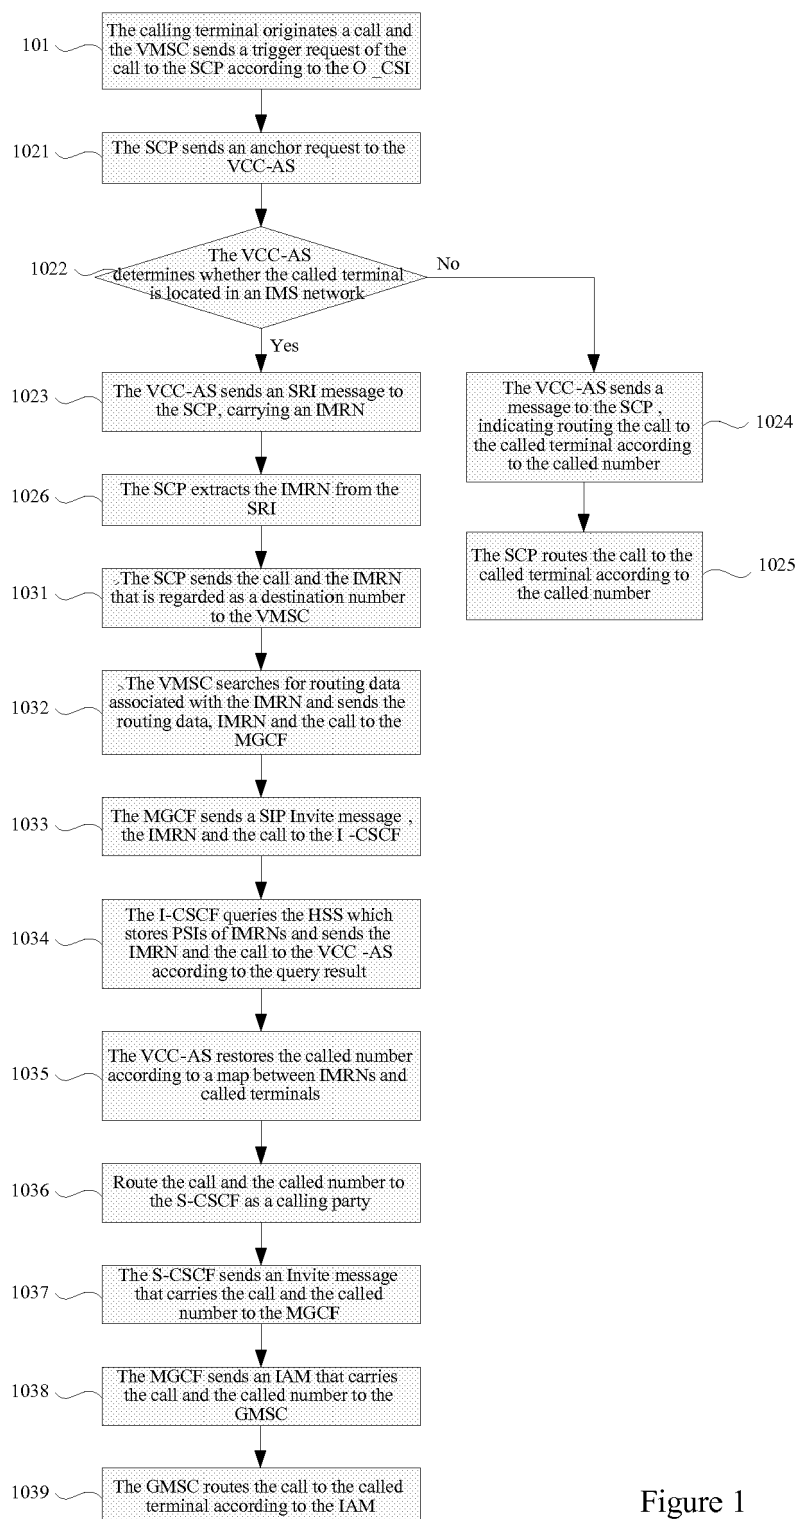 101
The calling terminal originates a call and
the VMSC sends a trigger request of the
call to the SCP according to the O _CSI
1021
The SCP sends an anchor request to the
VCC-AS
1022
The VCC-AS
determines whether the called terminal
is located in an IMS network
No
Yes
1023
The VCC-AS sends an SRI message to
the SCP, carrying an IMRN
The VCC-AS sends a
message to the SCP ,
indicating routing the call to
the called terminal according
to the called number
1024
1026
The SCP extracts the IMRN from the
SRI
The SCP routes the call to the
called terminal according to
the called number
1025
1031
The SCP sends the call and the IMRN
that is regarded as a destination number
to the VMSC
1032
The VMSC searches for routing data
associated with the IMRN and sends the
routing data, IMRN and the call to the
MGCF
1033
The MGCF sends a SIP Invite message ,
the IMRN and the call to the I -CSCF
1034
The I-CSCF queries the HSS which
stores PSIs of IMRNs and sends the
IMRN and the call to the VCC -AS
according to the query result
1035
The VCC-AS restores the called number
according to a map between IMRNs and
called terminals
1036
Route the call and the called number to
the S-CSCF as a calling party
1037
The S-CSCF sends an Invite message
that carries the call and the called
number to the MGCF
1038
The MGCF sends an IAM that carries
the call and the called number to the
GMSC
1039
The GMSC routes the call to the called
terminal according to the IAM
Figure 1